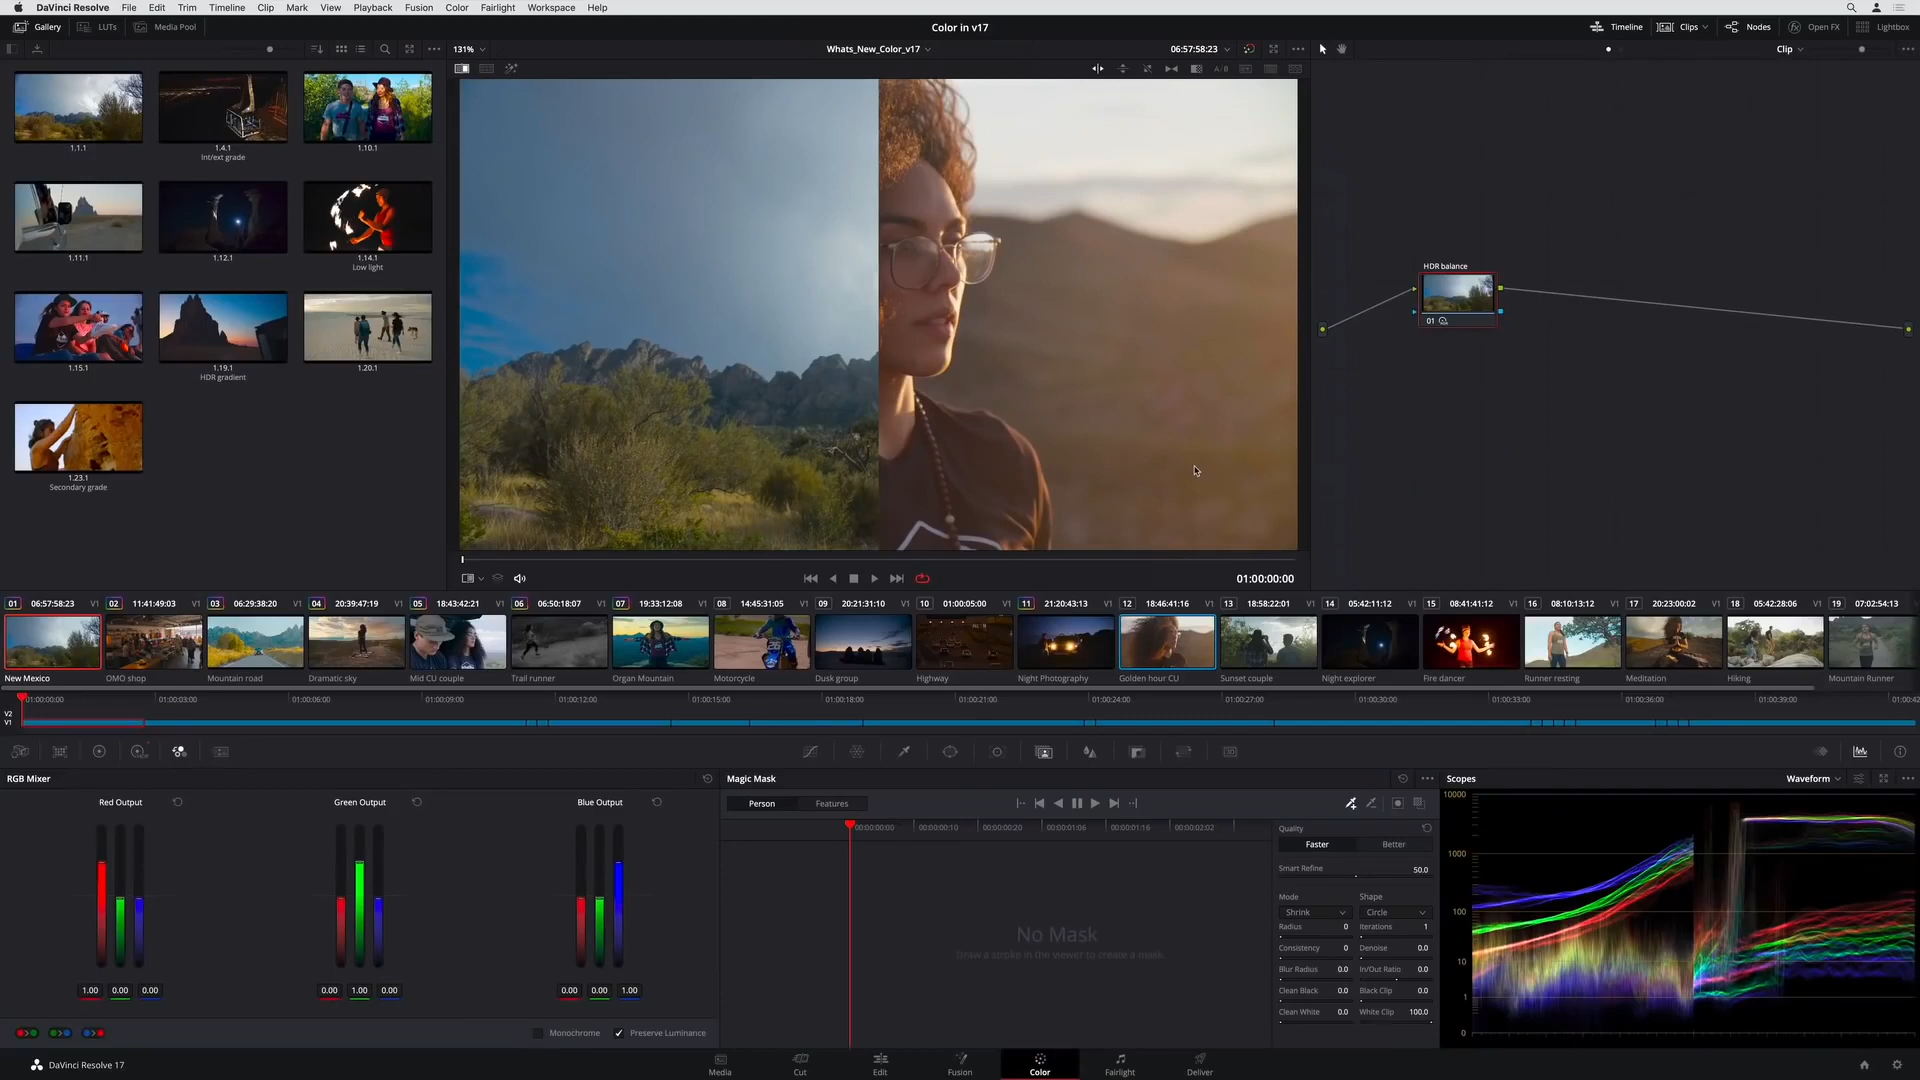 DaVinci Resolve File Edit Trim Timeline Clip Mark View Playback Fusion Color Fairlight Workspace Help
Gallery LUTs Media Pool Color in v17 Timeline Clips Nodes Open FX Lightbox
131% Whats_New_Color_v17 06:57:58:23 Clip
A/B
1.1.1 1.4.1 1.10.1
Int/ext grade
1.11.1 1.12.1 1.14.1
Low light
HDR balance
01
1.15.1 1.19.1 1.20.1
HDR gradient
1.23.1
Secondary grade
01:00:00:00
01 06:57:58:23 V1 02 11:41:49:03 V1 03 06:29:38:20 V1 04 20:39:47:19 V1 05 18:43:42:21 V1 06 06:50:18:07 V1 07 19:33:12:08 V1 08 14:45:31:05 V1 09 20:21:31:10 V1 10 01:00:05:00 V1 11 21:20:43:13 V1 12 18:46:41:16 V1 13 18:58:22:01 V1 14 05:42:11:12 V1 15 08:41:41:12 V1 16 08:10:13:12 V1 17 20:23:00:02 V1 18 05:42:28:06 V1 19 07:02:54:13 V1
New Mexico OMO shop Mountain road Dramatic sky Mid CU couple Trail runner Organ Mountain Motorcycle Dusk group Highway Night Photography Golden hour CU Sunset couple Night explorer Fire dancer Runner resting Meditation Hiking Mountain Runner
01:00:00:00 01:00:03:00 01:00:06:00 01:00:09:00 01:00:12:00 01:00:15:00 01:00:18:00 01:00:21:00 01:00:24:00 01:00:27:00 01:00:30:00 01:00:33:00 01:00:36:00 01:00:39:00 01:00:42
V2
V1
RGB Mixer Magic Mask Scopes Waveform
Red Output Green Output Blue Output
Person Features
00:00:00:00 00:00:00:10 00:00:00:20 00:00:01:06 00:00:01:16 00:00:02:02
Quality
Faster Better
Smart Refine 50.0
Mode Shape
Shrink Circle
Radius 0 Iterations 1
Consistency 0 Denoise 0.0
Blur Radius 0.0 In/Out Ratio 0.0
Clean Black 0.0 Black Clip 0.0
Clean White 0.0 White Clip 100.0
No Mask
Draw a stroke in the viewer to create a mask.
10000
1000
100
10
1
0
1.00 0.00 0.00 0.00 1.00 0.00 0.00 0.00 1.00
Monochrome Preserve Luminance
DaVinci Resolve 17 Media Cut Edit Fusion Color Fairlight Deliver